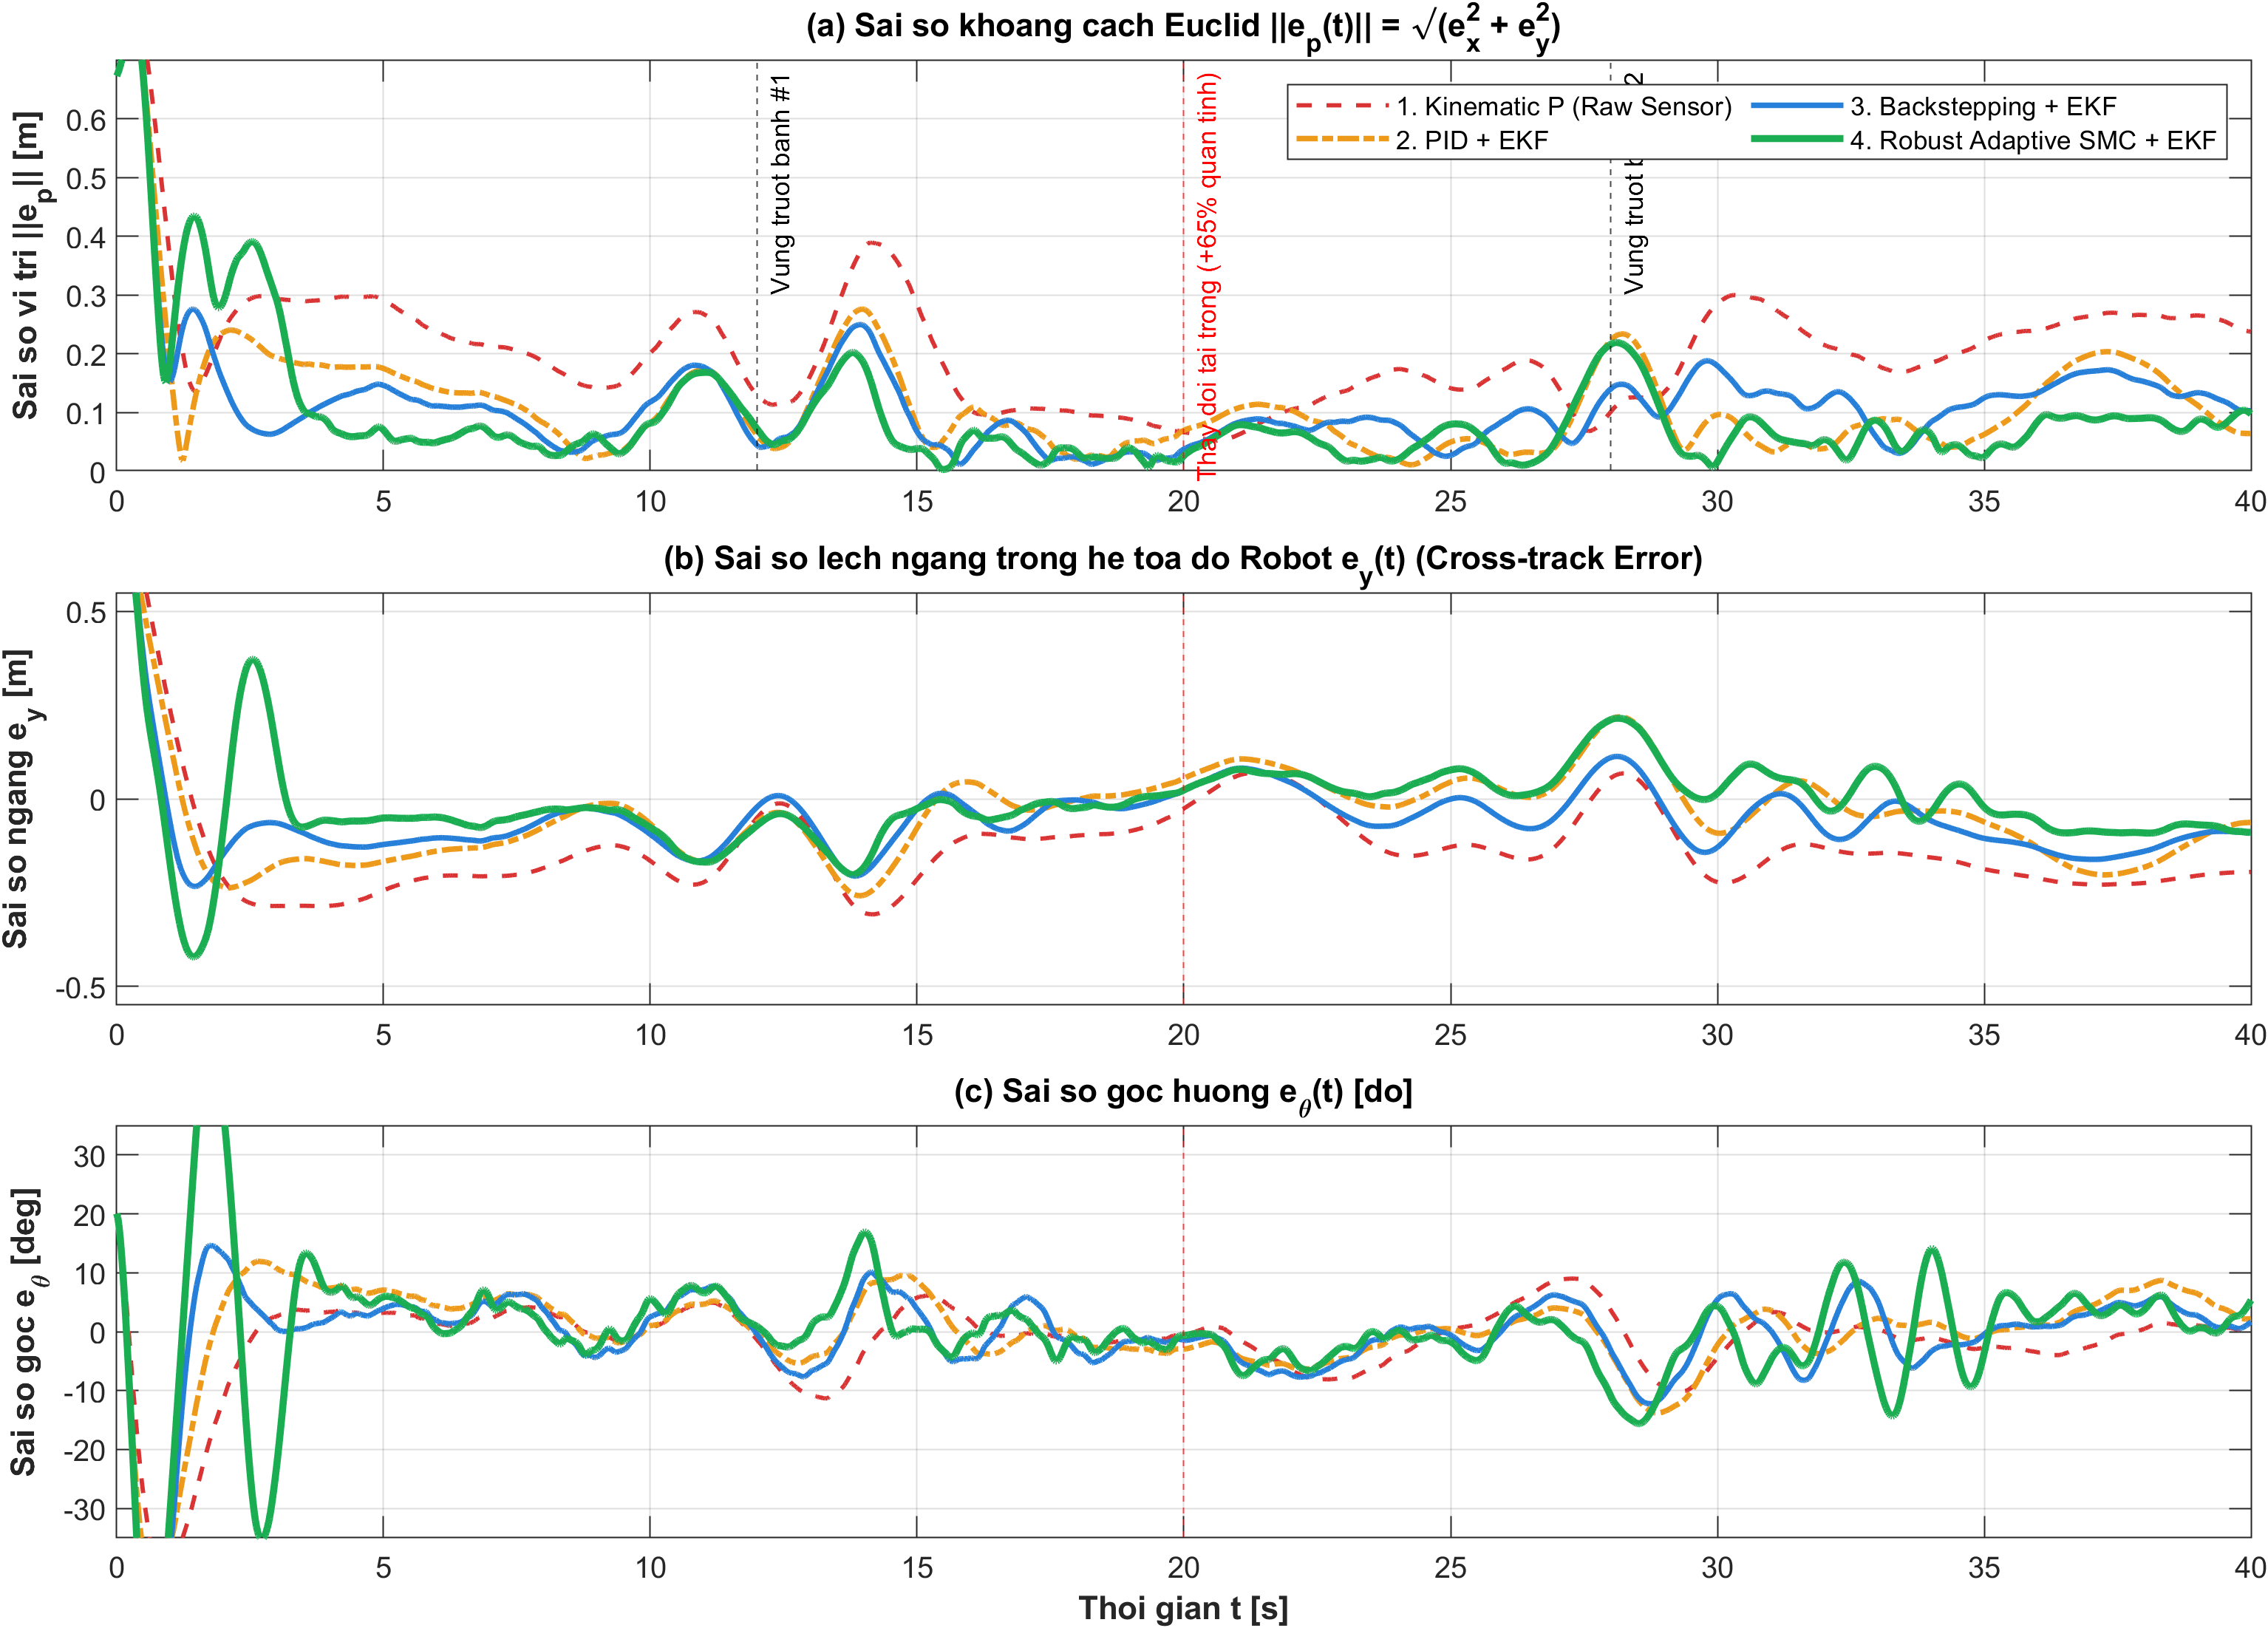 (a) Sai so khoang cach Euclid ||e_p(t)|| = √(e_x^2 + e_y^2)
Sai so vi tri ||e_p|| [m]
0.6
0.5
0.4
0.3
0.2
0.1
0
Vung truot banh #1
Thay doi tai trong (+65% quan tinh)
Vung truot
2
1. Kinematic P (Raw Sensor)
2. PID + EKF
3. Backstepping + EKF
4. Robust Adaptive SMC + EKF
0 5 10 15 20 25 30 35 40
(b) Sai so lech ngang trong he toa do Robot e_y(t) (Cross-track Error)
Sai so ngang e_y [m]
0.5
0
-0.5
0 5 10 15 20 25 30 35 40
(c) Sai so goc huong e_θ(t) [do]
Sai so goc e_θ [deg]
30
20
10
0
-10
-20
-30
0 5 10 15 20 25 30 35 40
Thoi gian t [s]